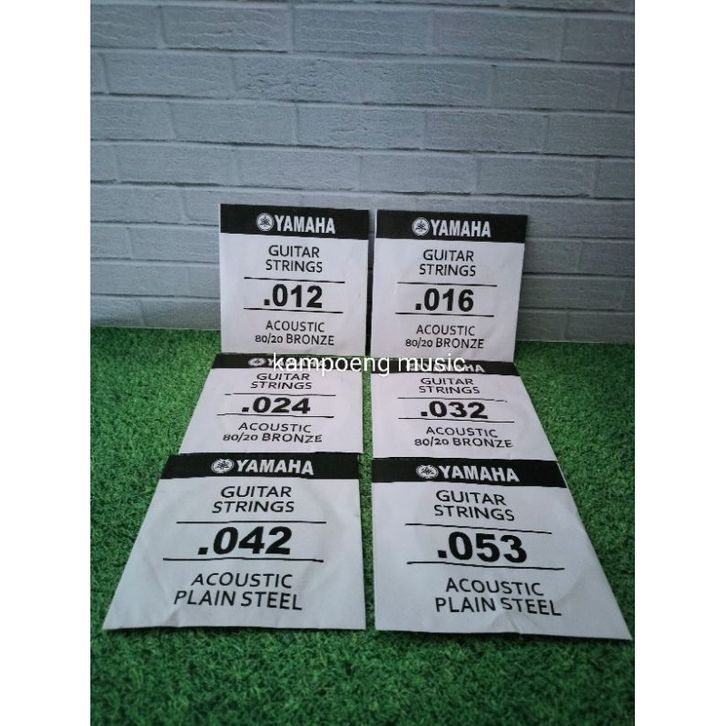 YAMAHA
GUITAR
STRINGS
.012
ACOUSTIC
80/20 BRONZE
YAMAHA
GUITAR
STRINGS
.016
ACOUSTIC
80/20 BRONZE
kampoeng music
YAMAHA
GUITAR
STRINGS
.024
ACOUSTIC
80/20 BRONZE
YAMAHA
GUITAR
STRINGS
.032
ACOUSTIC
80/20 BRONZE
YAMAHA
GUITAR
STRINGS
.042
ACOUSTIC
PLAIN STEEL
YAMAHA
GUITAR
STRINGS
.053
ACOUSTIC
PLAIN STEEL